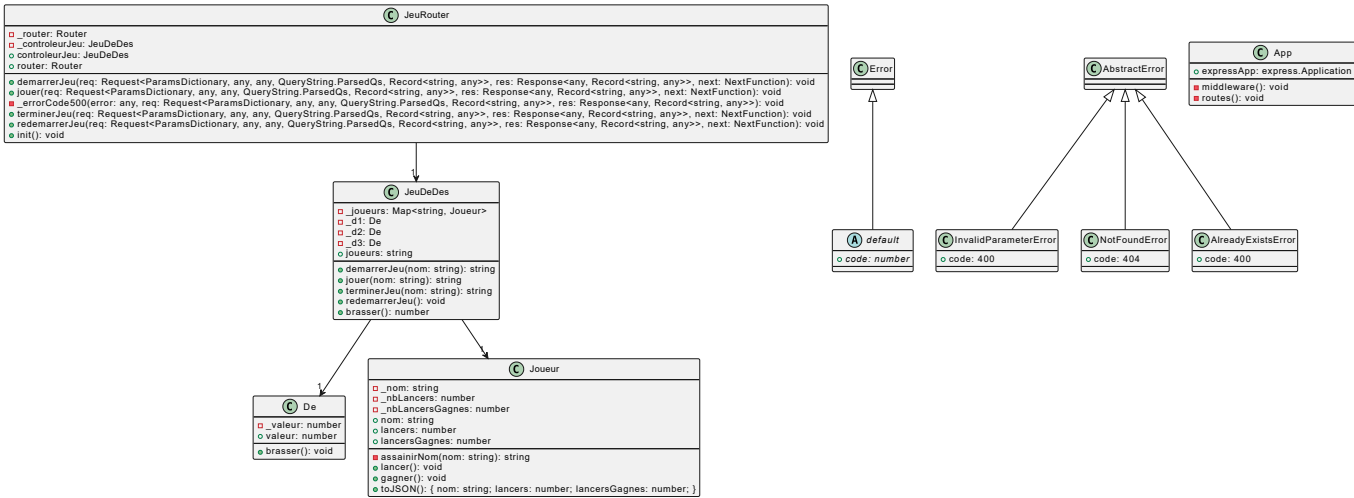 C JeuRouter
_router: Router
_controleurJeu: JeuDeDes
controleurJeu: JeuDeDes
router: Router
demarrerJeu(req: Request<ParamsDictionary, any, any, QueryString.ParsedQs, Record<string, any>>, res: Response<any, Record<string, any>>, next: NextFunction): void
jouer(req: Request<ParamsDictionary, any, any, QueryString.ParsedQs, Record<string, any>>, res: Response<any, Record<string, any>>, next: NextFunction): void
_errorCode500(error: any, req: Request<ParamsDictionary, any, any, QueryString.ParsedQs, Record<string, any>>, res: Response<any, Record<string, any>>): void
terminerJeu(req: Request<ParamsDictionary, any, any, QueryString.ParsedQs, Record<string, any>>, res: Response<any, Record<string, any>>, next: NextFunction): void
redemarrerJeu(req: Request<ParamsDictionary, any, any, QueryString.ParsedQs, Record<string, any>>, res: Response<any, Record<string, any>>, next: NextFunction): void
init(): void
1
C JeuDeDes
_joueurs: Map<string, Joueur>
_d1: De
_d2: De
_d3: De
joueurs: string
demarrerJeu(nom: string): string
jouer(nom: string): string
terminerJeu(nom: string): string
redemarrerJeu(): void
brasser(): number
1
1
C De
_valeur: number
valeur: number
brasser(): void
C Joueur
_nom: string
_nbLancers: number
_nbLancersGagnes: number
nom: string
lancers: number
lancersGagnes: number
assainirNom(nom: string): string
lancer(): void
gagner(): void
toJSON(): { nom: string; lancers: number; lancersGagnes: number; }
C Error
A default
code: number
C AbstractError
C InvalidParameterError
code: 400
C NotFoundError
code: 404
C AlreadyExistsError
code: 400
C App
expressApp: express.Application
middleware(): void
routes(): void